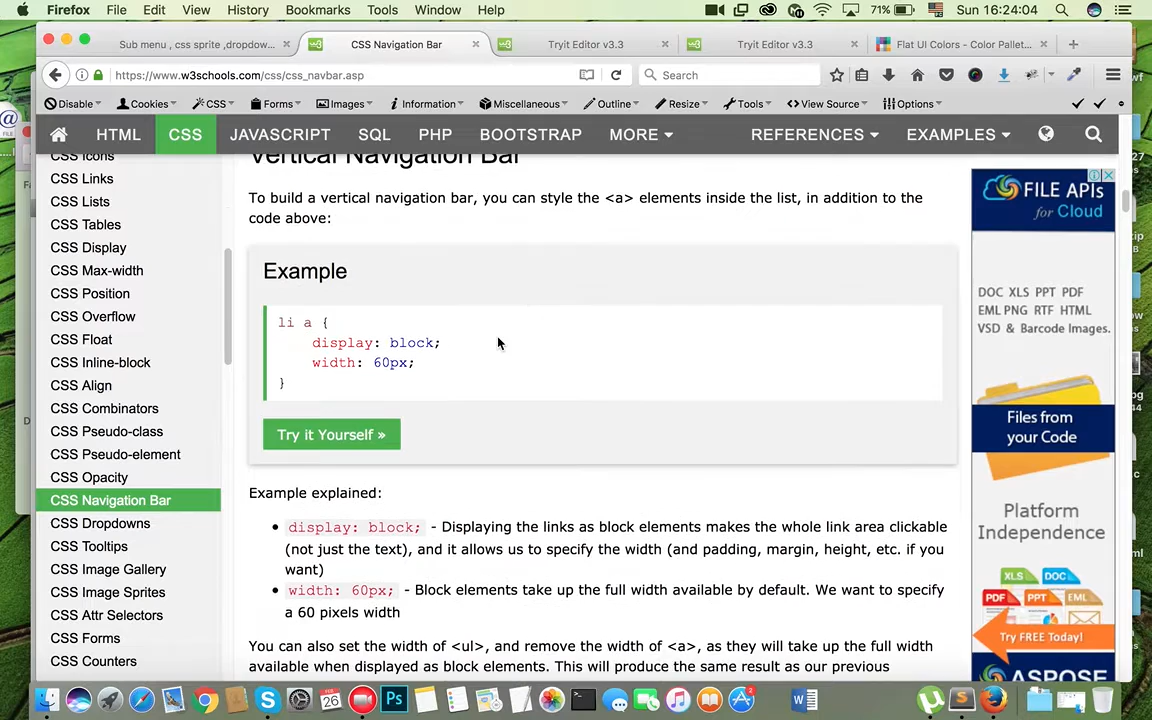 Firefox File Edit View History Bookmarks Tools Window Help 71% Sun 16:24:04
Sub menu , css sprite ,dropdow... × CSS Navigation Bar × Tryit Editor v3.3 × Tryit Editor v3.3 × Flat UI Colors - Color Pallet... × +
https://www.w3schools.com/css/css_navbar.asp Search
Disable Cookies CSS Forms Images Information Miscellaneous Outline Resize Tools View Source Options
HTML CSS JAVASCRIPT SQL PHP BOOTSTRAP MORE REFERENCES EXAMPLES
CSS Icons
CSS Links
CSS Lists
CSS Tables
CSS Display
CSS Max-width
CSS Position
CSS Overflow
CSS Float
CSS Inline-block
CSS Align
CSS Combinators
CSS Pseudo-class
CSS Pseudo-element
CSS Opacity
CSS Navigation Bar
CSS Dropdowns
CSS Tooltips
CSS Image Gallery
CSS Image Sprites
CSS Attr Selectors
CSS Forms
CSS Counters
Vertical Navigation Bar
To build a vertical navigation bar, you can style the <a> elements inside the list, in addition to the
code above:
Example
li a {
display: block;
width: 60px;
}
Try it Yourself »
Example explained:
• display: block; - Displaying the links as block elements makes the whole link area clickable
(not just the text), and it allows us to specify the width (and padding, margin, height, etc. if you
want)
• width: 60px; - Block elements take up the full width available by default. We want to specify
a 60 pixels width
You can also set the width of <ul>, and remove the width of <a>, as they will take up the full width
available when displayed as block elements. This will produce the same result as our previous
FILE APIs
for Cloud
DOC XLS PPT PDF
EML PNG RTF HTML
VSD & Barcode Images.
Files from
your Code
Platform
Independence
XLS DOC
PDF PPT EML
Try FREE Today!
ASPOSE